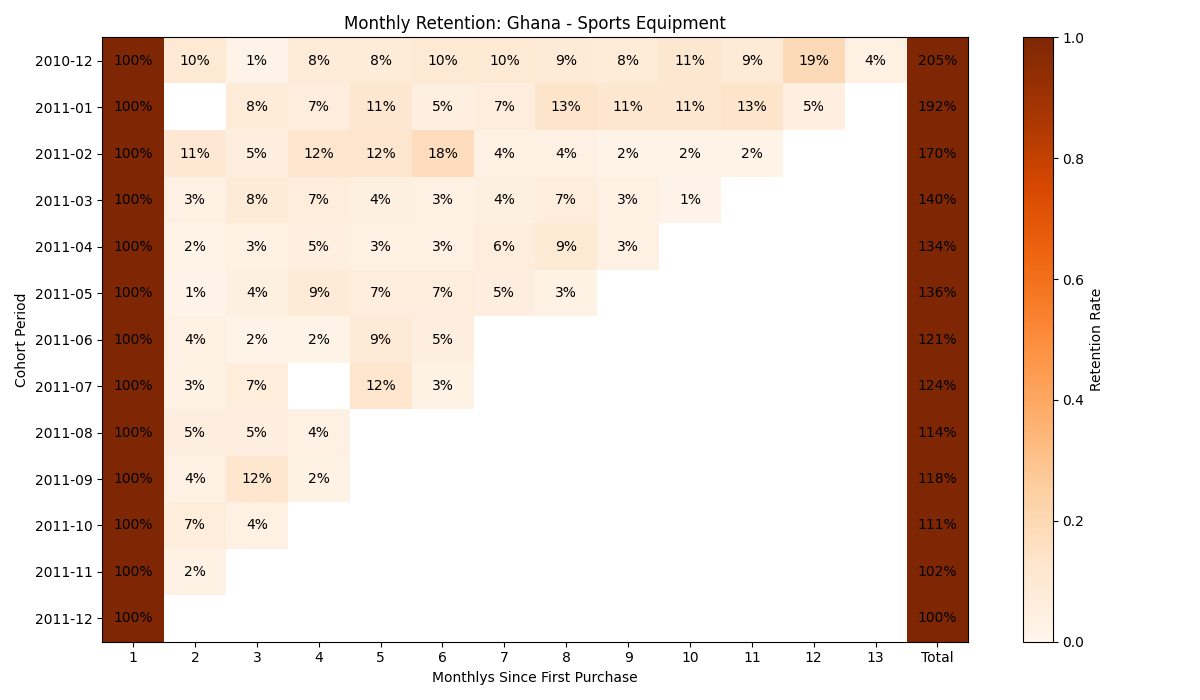 Monthly Retention: Ghana - Sports Equipment
2010-12 100% 10% 1% 8% 8% 10% 10% 9% 8% 11% 9% 19% 4% 205%
2011-01 100% 8% 7% 11% 5% 7% 13% 11% 11% 13% 5% 192%
2011-02 100% 11% 5% 12% 12% 18% 4% 4% 2% 2% 2% 170%
2011-03 100% 3% 8% 7% 4% 3% 4% 7% 3% 1% 140%
2011-04 100% 2% 3% 5% 3% 3% 6% 9% 3% 134%
2011-05 100% 1% 4% 9% 7% 7% 5% 3% 136%
2011-06 100% 4% 2% 2% 9% 5% 121%
2011-07 100% 3% 7% 12% 3% 124%
2011-08 100% 5% 5% 4% 114%
2011-09 100% 4% 12% 2% 118%
2011-10 100% 7% 4% 111%
2011-11 100% 2% 102%
2011-12 100% 100%
1 2 3 4 5 6 7 8 9 10 11 12 13 Total
Monthlys Since First Purchase
Cohort Period
1.0
0.8
0.6
0.4
0.2
0.0
Retention Rate